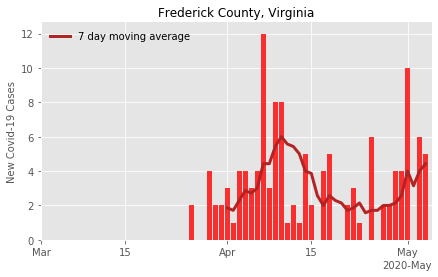 Frederick County, Virginia
7 day moving average
New Covid-19 Cases
12
10
8
6
4
2
0
Mar 15 Apr 15 May
2020-May